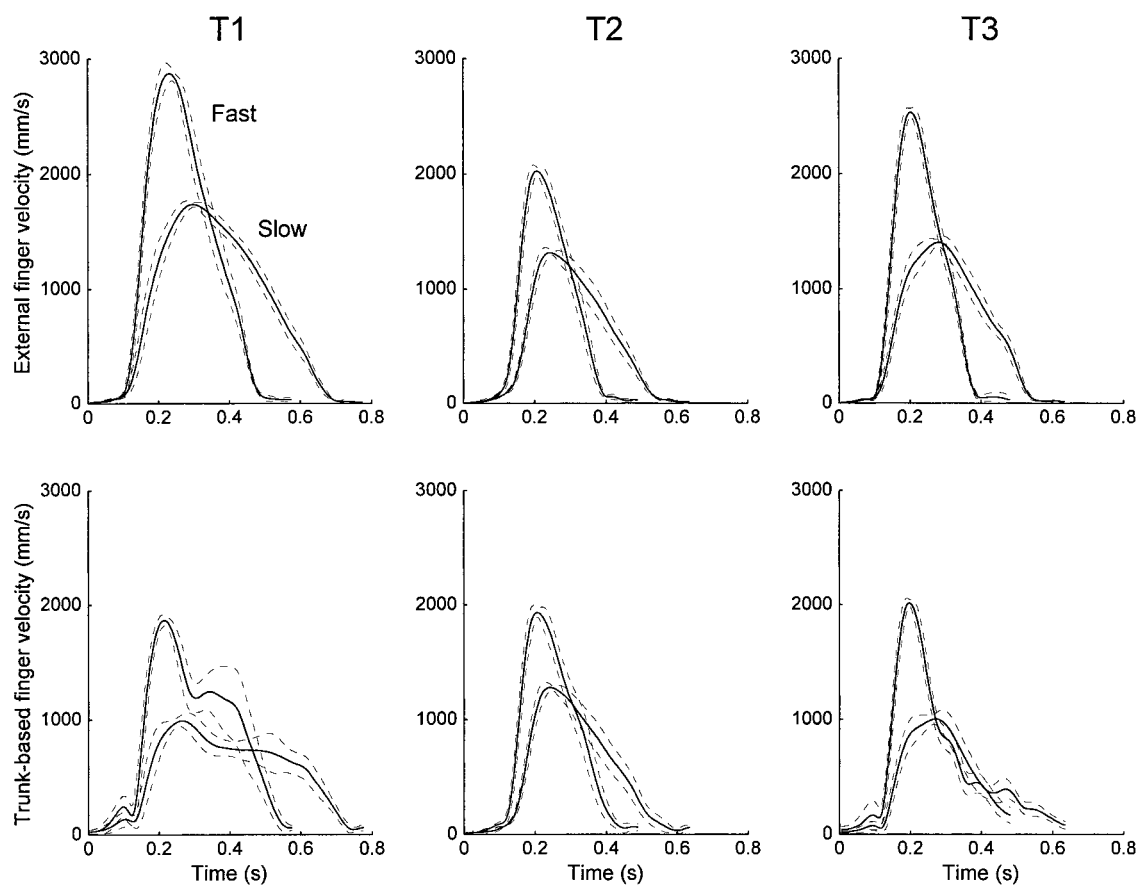 T1 T2 T3
External finger velocity (mm/s)
3000 3000 3000
Fast
2000 2000 2000
Slow
1000 1000 1000
0 0 0
0 0.2 0.4 0.6 0.8 0 0.2 0.4 0.6 0.8 0 0.2 0.4 0.6 0.8
Trunk-based finger velocity (mm/s)
3000 3000 3000
2000 2000 2000
1000 1000 1000
0 0 0
0 0.2 0.4 0.6 0.8 0 0.2 0.4 0.6 0.8 0 0.2 0.4 0.6 0.8
Time (s) Time (s) Time (s)